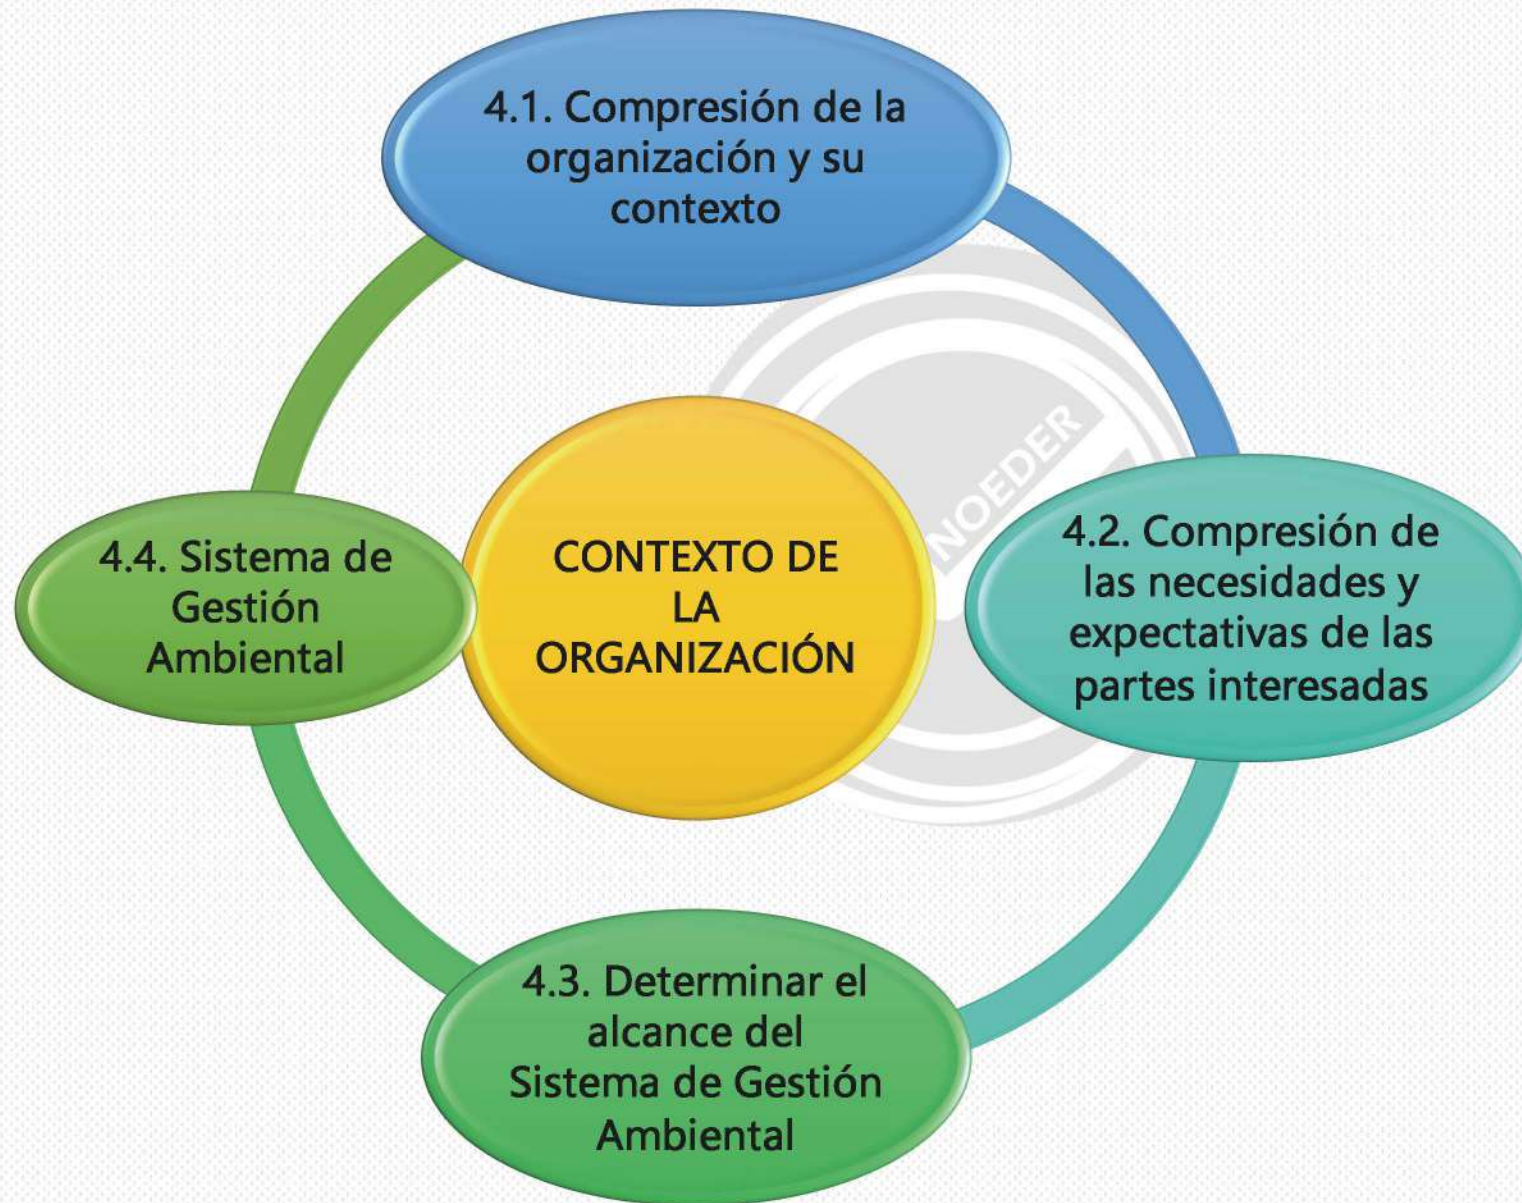 4.1. Compresión de la
organización y su
contexto
4.2. Compresión de
las necesidades y
expectativas de las
partes interesadas
4.3. Determinar el
alcance del
Sistema de Gestión
Ambiental
4.4. Sistema de
Gestión
Ambiental
CONTEXTO DE
LA
ORGANIZACIÓN
NOEDER